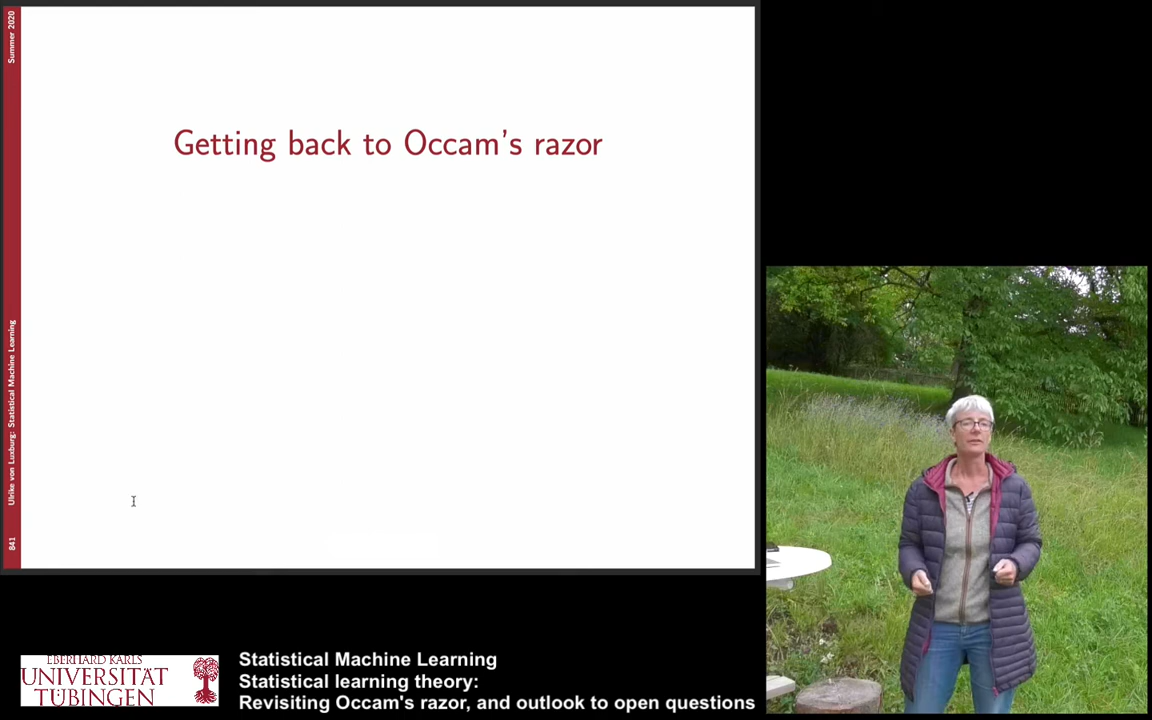 Summer 2020
Getting back to Occam's razor
Ulrike von Luxburg: Statistical Machine Learning
841
EBERHARD KARLS
UNIVERSITÄT
TÜBINGEN
Statistical Machine Learning
Statistical learning theory:
Revisiting Occam's razor, and outlook to open questions